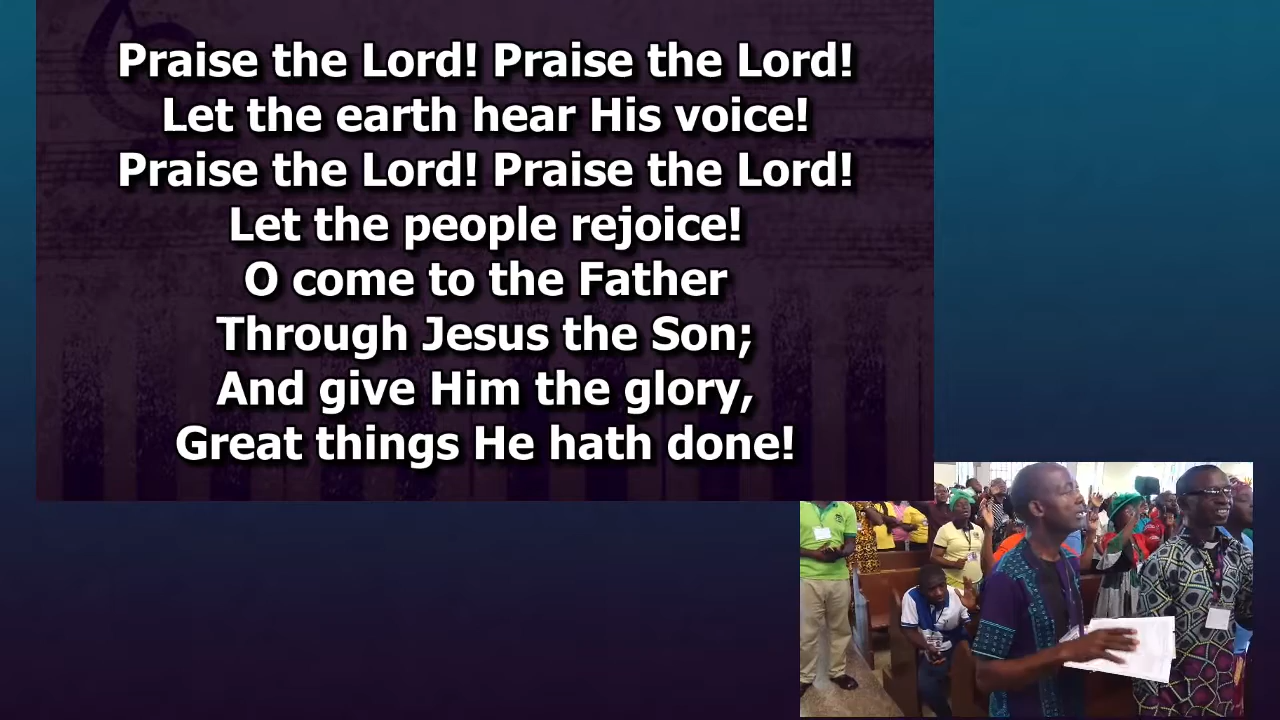 Praise the Lord! Praise the Lord!
Let the earth hear His voice!
Praise the Lord! Praise the Lord!
Let the people rejoice!
O come to the Father
Through Jesus the Son;
And give Him the glory,
Great things He hath done!